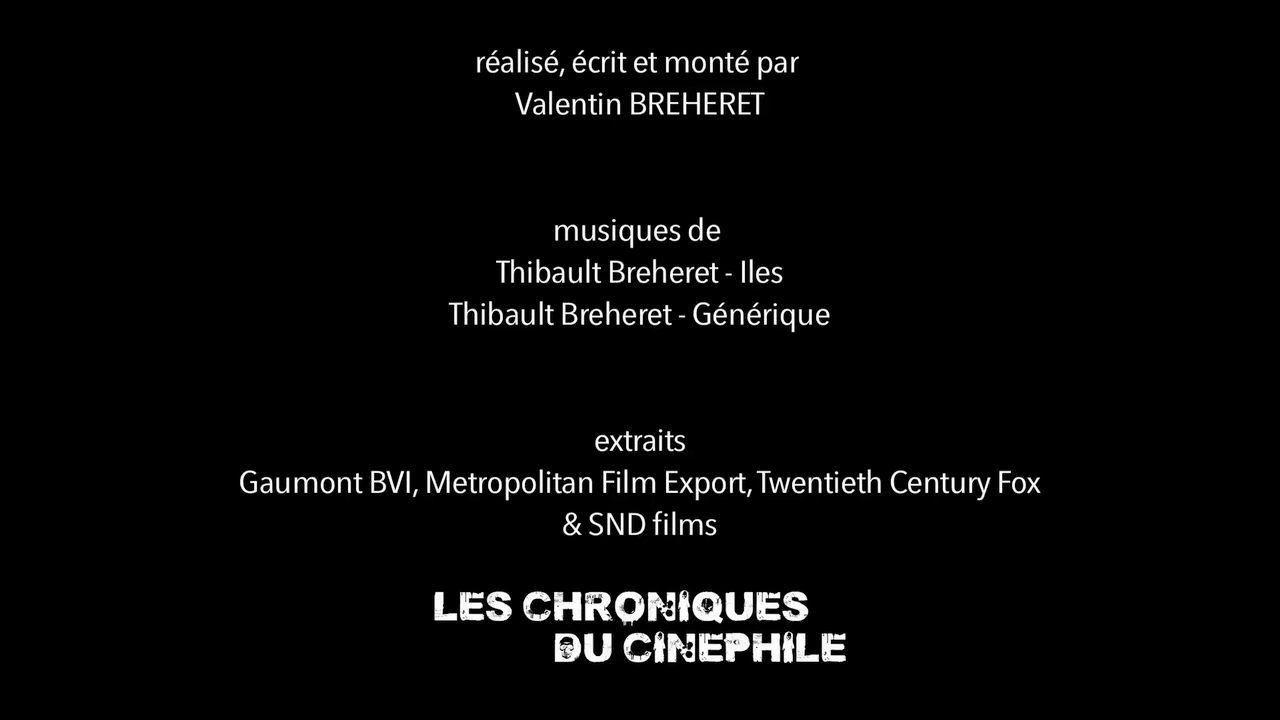 réalisé, écrit et monté par
Valentin BREHERET
musiques de
Thibault Breheret - Iles
Thibault Breheret - Générique
extraits
Gaumont BVI, Metropolitan Film Export, Twentieth Century Fox
& SND films
LES CHRONIQUES
DU CINEPHILE